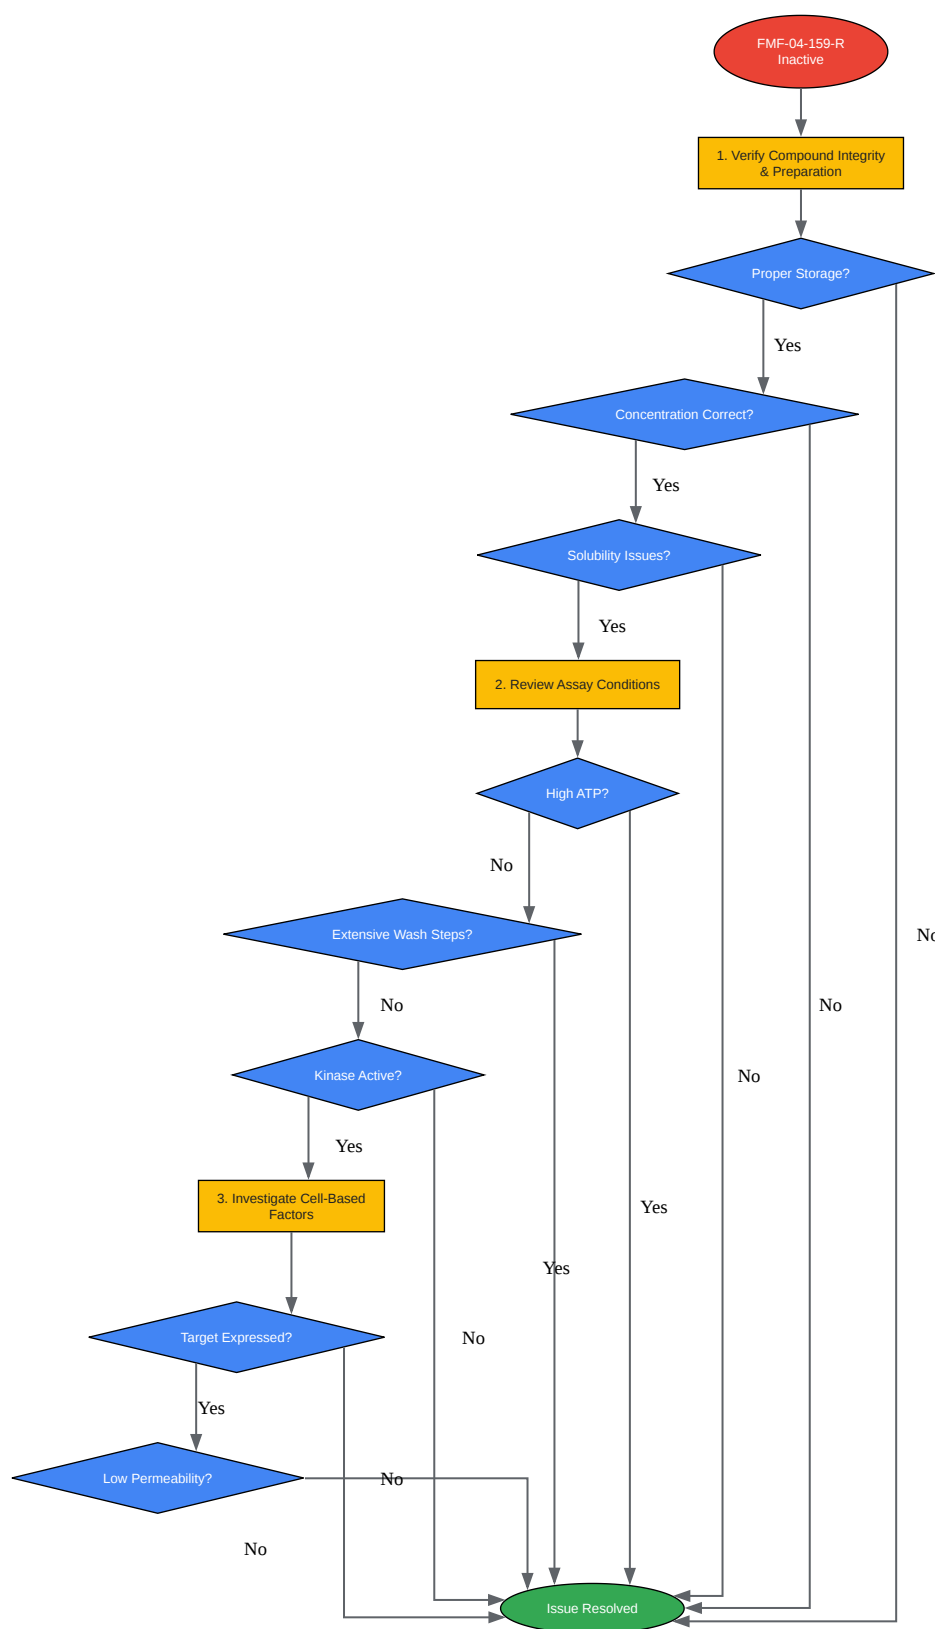 FMF-04-159-R
Inactive
1. Verify Compound Integrity
& Preparation
Proper Storage?
Yes
Concentration Correct?
Yes
Solubility Issues?
Yes
2. Review Assay Conditions
High ATP?
No
Extensive Wash Steps?
No
No
No
Kinase Active?
No
Yes
3. Investigate Cell-Based
Factors
Yes
Yes
Target Expressed?
No
Yes
Low Permeability?
No
No
Issue Resolved